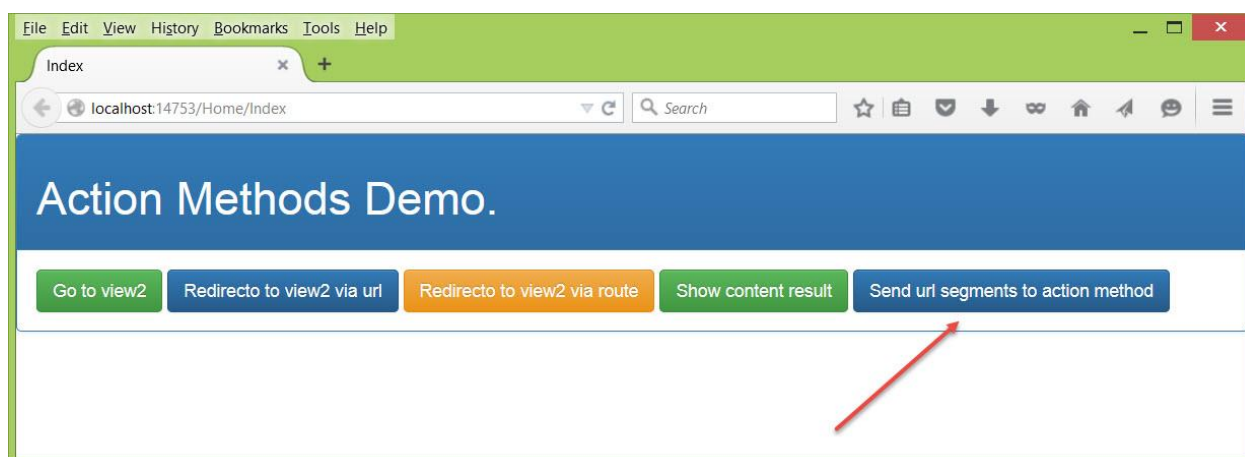 File Edit View History Bookmarks Tools Help
Index
localhost:14753/Home/Index
Search
Action Methods Demo.
Go to view2 Redirecto to view2 via url Redirecto to view2 via route Show content result Send url segments to action method